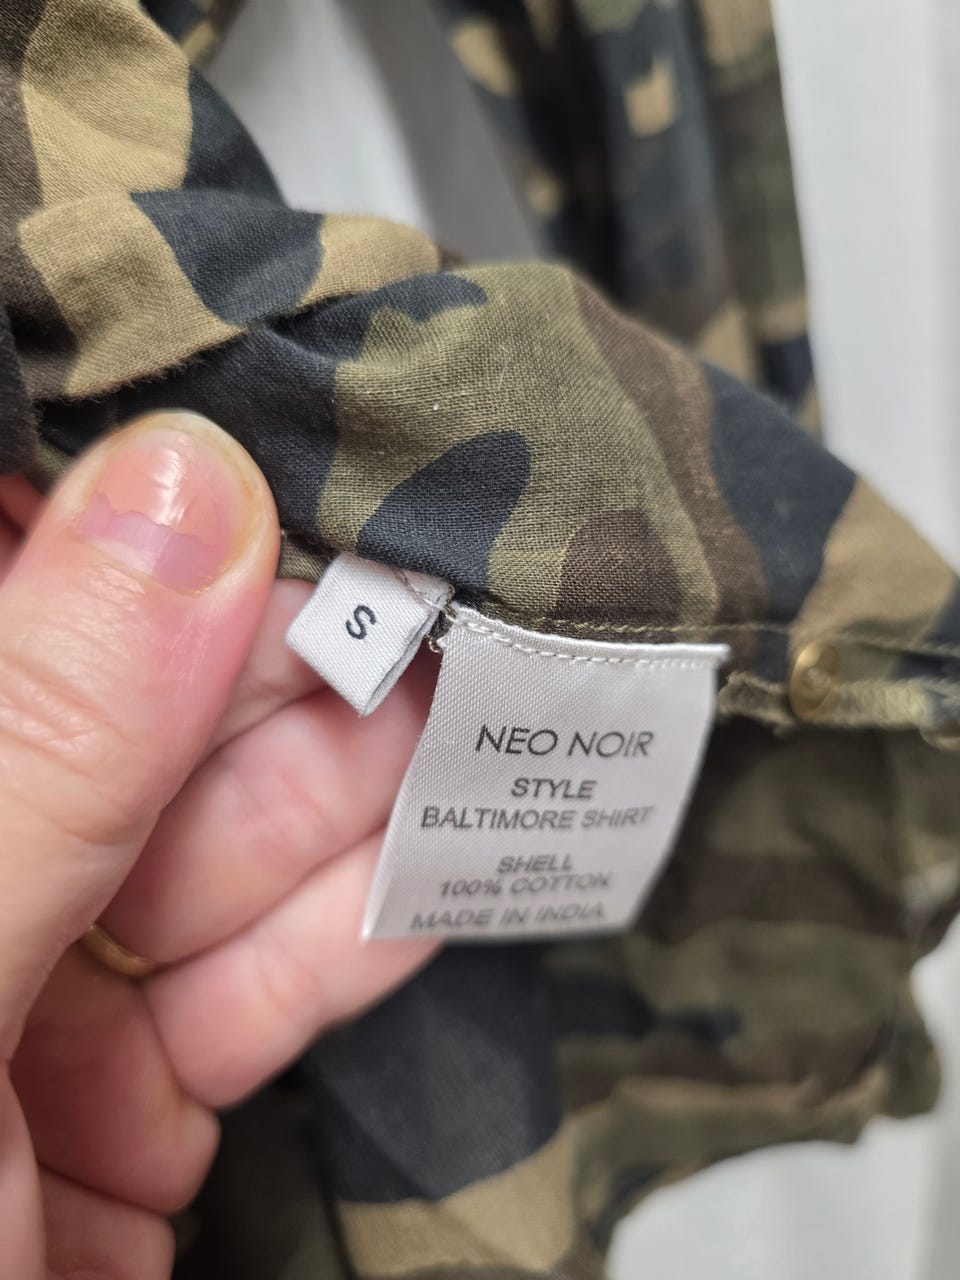 S
NEO NOIR
STYLE
BALTIMORE SHIRT
SHELL
100% COTTON
MADE IN INDIA